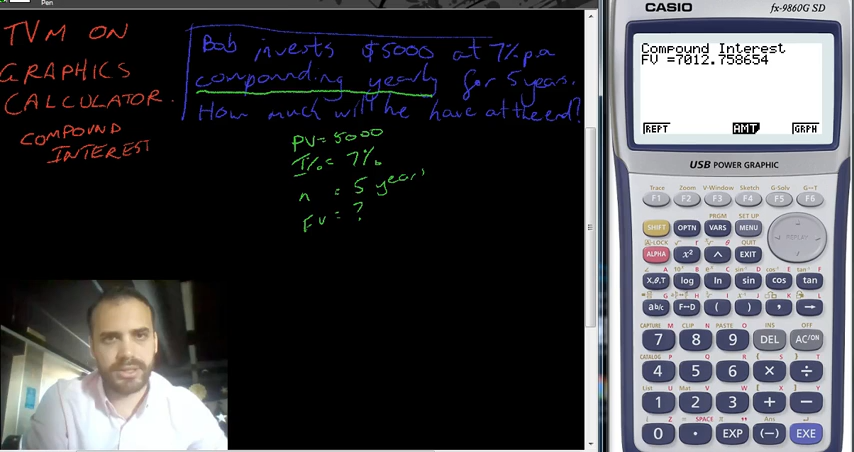 Pen
TVM ON
GRAPHICS
CALCULATOR.
COMPOUND
INTEREST
Bob invests $5000 at 7% p.a
compounding yearly for 5 years.
How much will he have at the end?
PV = 5000
I% = 7%
n = 5 years
FV = ?
CASIO fx-9860G SD
Compound Interest
FV =7012.758654
REPT AMT GRPH
USB POWER GRAPHIC
Trace Zoom V-Window Sketch G-Solv G↔T
F1 F2 F3 F4 F5 F6
PRGM SET UP
SHIFT OPTN VARS MENU
A-LOCK QUIT
ALPHA x² ^ EXIT
REPLAY
X,θ,T log ln sin cos tan
a b/c F↔D ( ) , →
CAPTURE CLIP PASTE INS OFF
7 8 9 DEL AC/ON
CATALOG
4 5 6 × ÷
List Mat
1 2 3 + −
SPACE Ans
0 . EXP (−) EXE